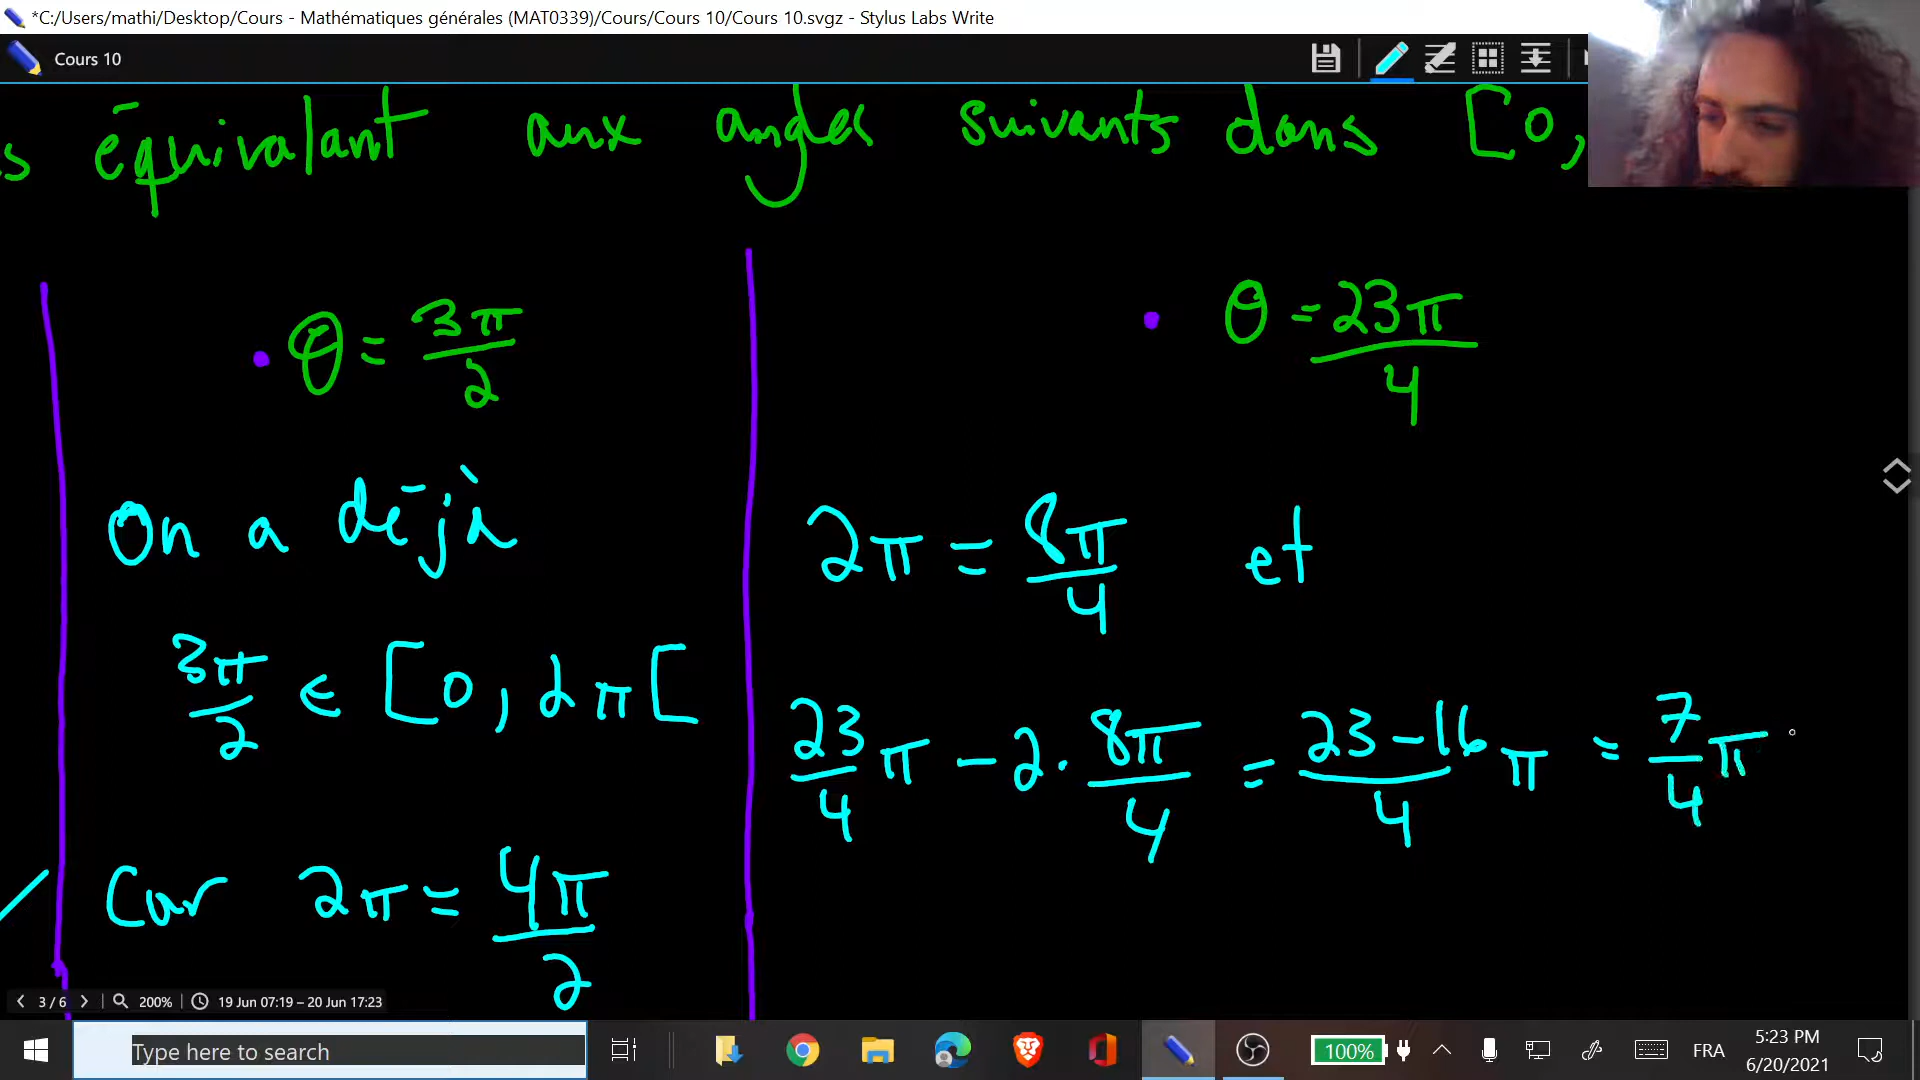 *C:/Users/mathi/Desktop/Cours - Mathématiques générales (MAT0339)/Cours/Cours 10/Cours 10.svgz - Stylus Labs Write
Cours 10
s équivalant aux angles suivants dans [0,
• θ = 3π/2
On a déjà
3π/2 ∈ [0, 2π[
Car 2π = 4π/2
• θ = 23π/4
2π = 8π/4 et
23/4 π − 2 · 8π/4 = 23−16/4 π = 7/4 π
3 / 6 200% 19 Jun 07:19 – 20 Jun 17:23
Type here to search
100% FRA 5:23 PM
6/20/2021